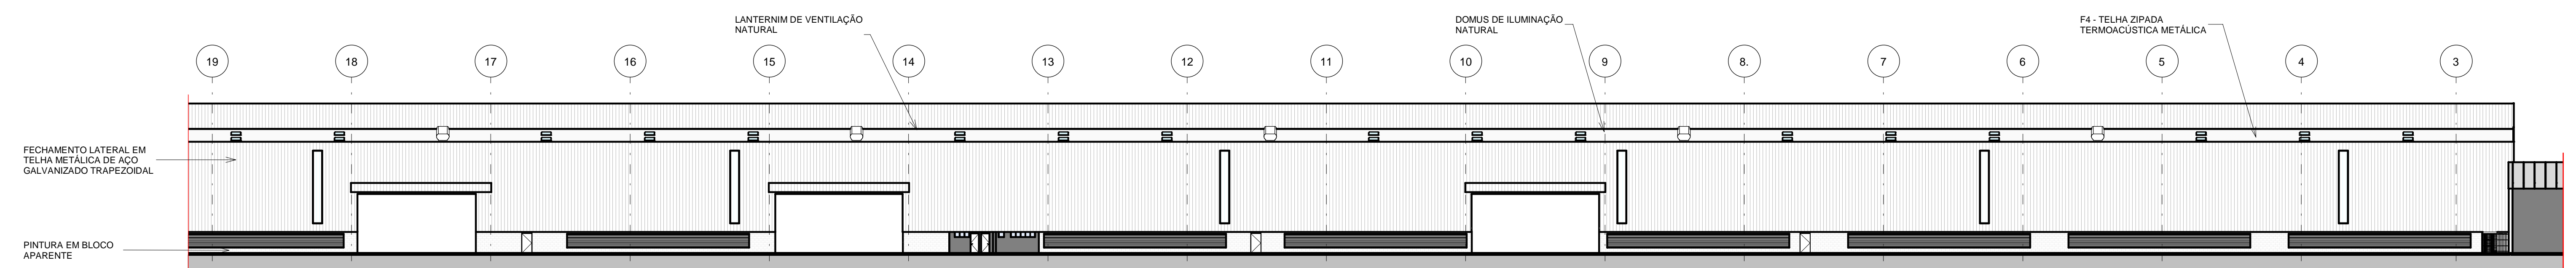 LANTERNIM DE VENTILAÇÃO
NATURAL
DOMUS DE ILUMINAÇÃO
NATURAL
F4 - TELHA ZIPADA
TERMOACÚSTICA METÁLICA
19 18 17 16 15 14 13 12 11 10 9 8. 7 6 5 4 3
FECHAMENTO LATERAL EM
TELHA METÁLICA DE AÇO
GALVANIZADO TRAPEZOIDAL
PINTURA EM BLOCO
APARENTE